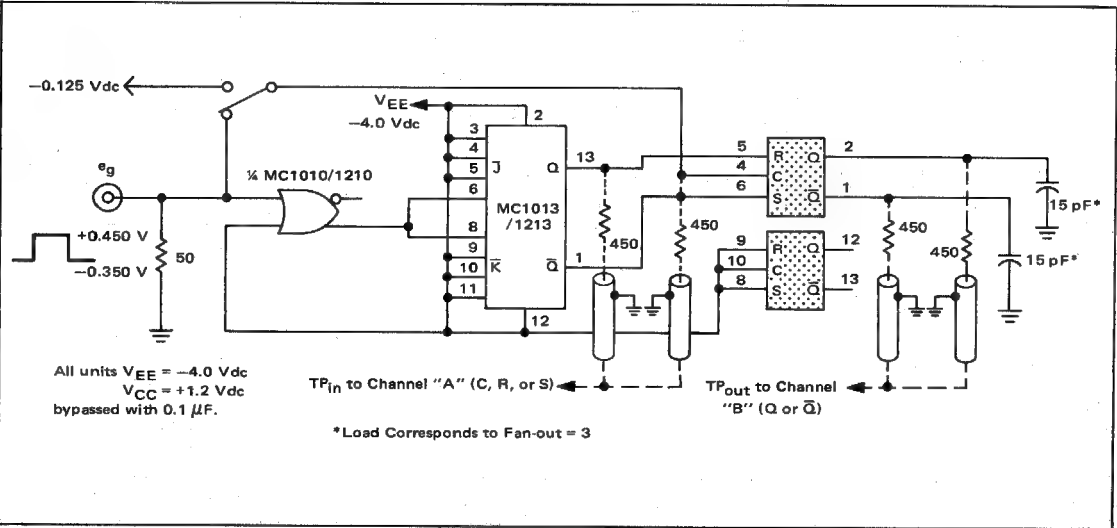 −0.125 Vdc
VEE
−4.0 Vdc
2
3
4
5
6
8
9
10
11
J̄
K̄
Q
Q̄
MC1013
/1213
13
1
12
eg
¼ MC1010/1210
+0.450 V
−0.350 V
50
5
4
6
R
C
S
Q
Q̄
2
1
9
10
8
R
C
S
Q
Q̄
12
13
450
450
450
450
15 pF*
15 pF*
All units VEE = −4.0 Vdc
VCC = +1.2 Vdc
bypassed with 0.1 μF.
TPin to Channel "A" (C, R, or S)
TPout to Channel
"B" (Q or Q̄)
*Load Corresponds to Fan-out = 3